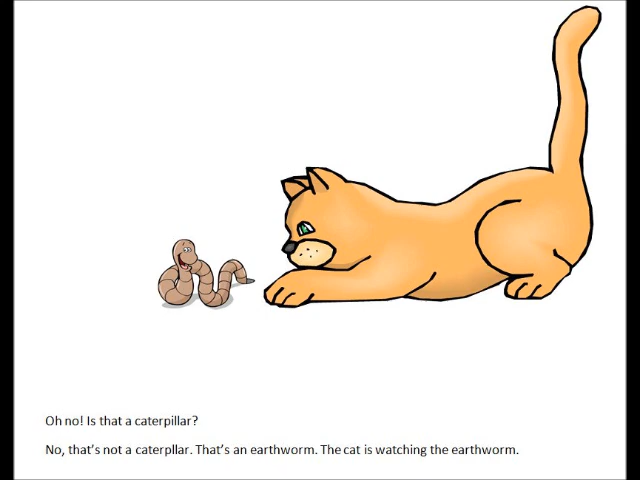 Oh no! Is that a caterpillar?
No, that's not a caterpllar. That's an earthworm. The cat is watching the earthworm.